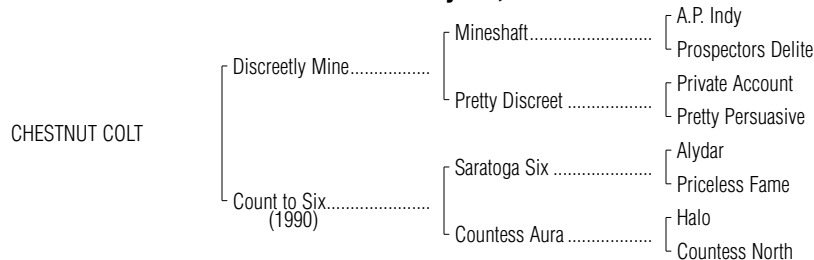 A.P. Indy
Mineshaft..............................
Prospectors Delite
Discreetly Mine.................
Private Account
Pretty Discreet .....................
Pretty Persuasive
CHESTNUT COLT
Alydar
Saratoga Six ........................
Priceless Fame
Count to Six......................
(1990)
Halo
Countess Aura .....................
Countess North